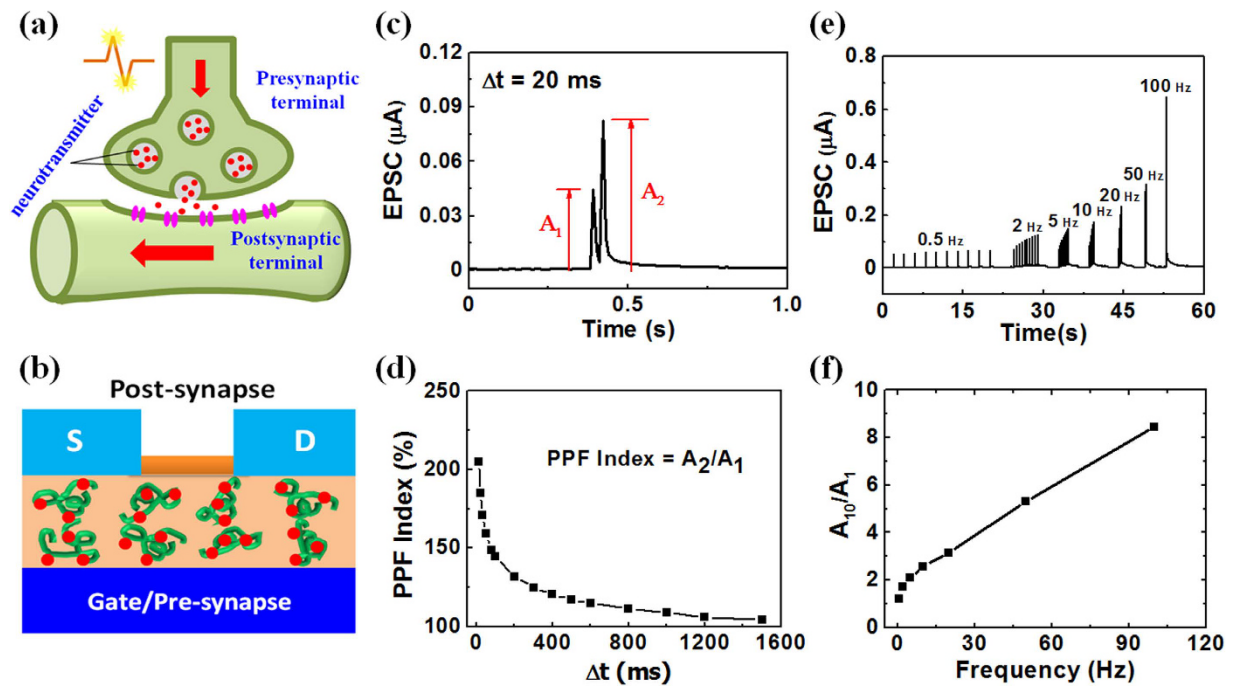 (a)
neurotransmitter
Presynaptic
terminal
Postsynaptic
terminal
(b)
Post-synapse
S
D
Gate/Pre-synapse
(c)
EPSC (μA)
0.12
0.09
0.06
0.03
0
Δt = 20 ms
A1
A2
0
0.5
1.0
Time (s)
(d)
PPF Index (%)
250
200
150
100
PPF Index = A2/A1
0 400 800 1200 1600
Δt (ms)
(e)
EPSC (μA)
0.8
0.6
0.4
0.2
0.0
0.5 Hz
2 Hz
5 Hz
10 Hz
20 Hz
50 Hz
100 Hz
0 15 30 45 60
Time(s)
(f)
A10/A1
10
8
6
4
2
0
0 30 60 90 120
Frequency (Hz)